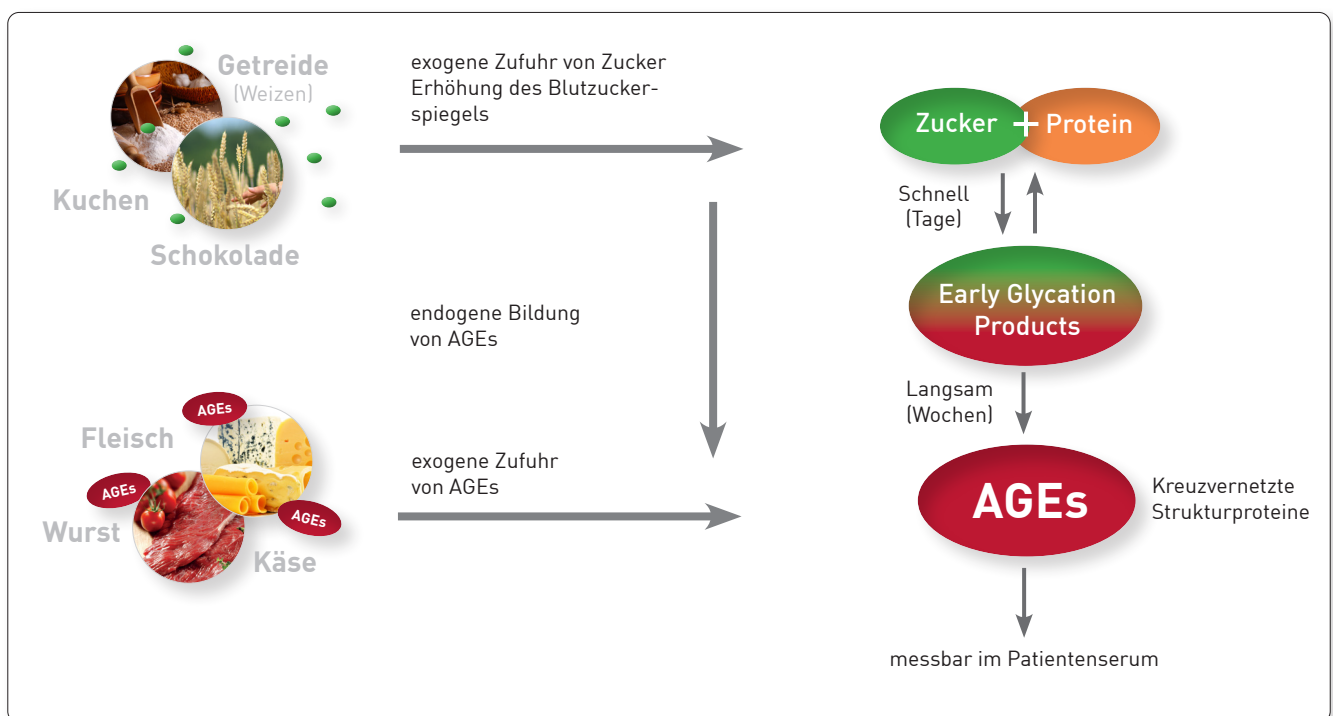 Getreide
(Weizen)
Kuchen
Schokolade
exogene Zufuhr von Zucker
Erhöhung des Blutzucker-
spiegels
Zucker + Protein
Schnell
(Tage)
Early Glycation
Products
endogene Bildung
von AGEs
Langsam
(Wochen)
AGEs
Fleisch
AGEs
Wurst
AGEs
Käse
exogene Zufuhr
von AGEs
AGEs
Kreuzvernetzte
Strukturproteine
messbar im Patientenserum